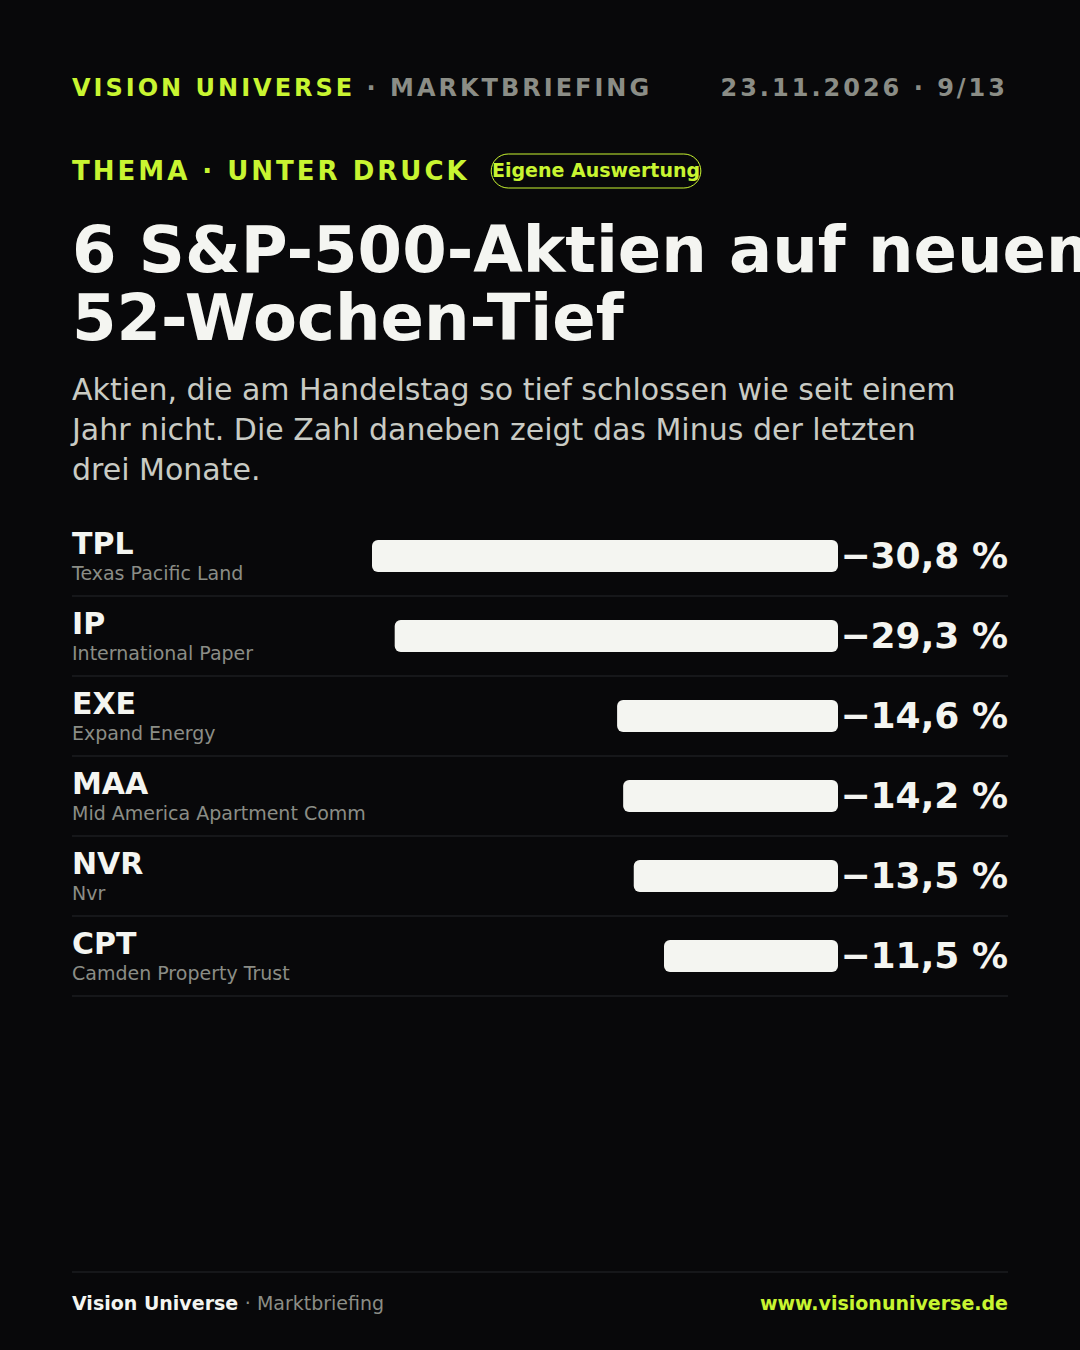 VISION UNIVERSE · MARKTBRIEFING 23.11.2026 · 9/13
THEMA · UNTER DRUCK Eigene Auswertung
6 S&P-500-Aktien auf neuem
52-Wochen-Tief
Aktien, die am Handelstag so tief schlossen wie seit einem
Jahr nicht. Die Zahl daneben zeigt das Minus der letzten
drei Monate.
TPL
Texas Pacific Land
−30,8 %
IP
International Paper
−29,3 %
EXE
Expand Energy
−14,6 %
MAA
Mid America Apartment Comm
−14,2 %
NVR
Nvr
−13,5 %
CPT
Camden Property Trust
−11,5 %
Vision Universe · Marktbriefing www.visionuniverse.de